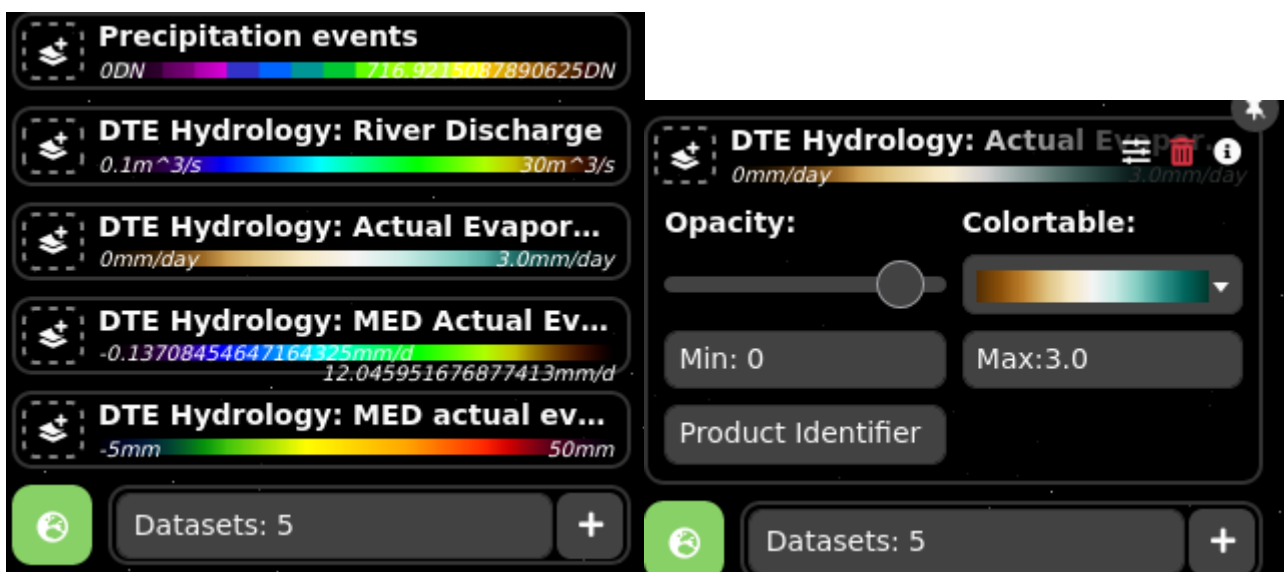 Precipitation events
0DN 716.9215087890625DN
DTE Hydrology: River Discharge
0.1m^3/s 30m^3/s
DTE Hydrology: Actual Evapor...
0mm/day 3.0mm/day
DTE Hydrology: MED Actual Ev...
-0.13708454647164325mm/d
12.045951676877413mm/d
DTE Hydrology: MED actual ev...
-5mm 50mm
Datasets: 5
DTE Hydrology: Actual Evapor...
0mm/day 3.0mm/day
Opacity: Colortable:
Min: 0 Max:3.0
Product Identifier
Datasets: 5